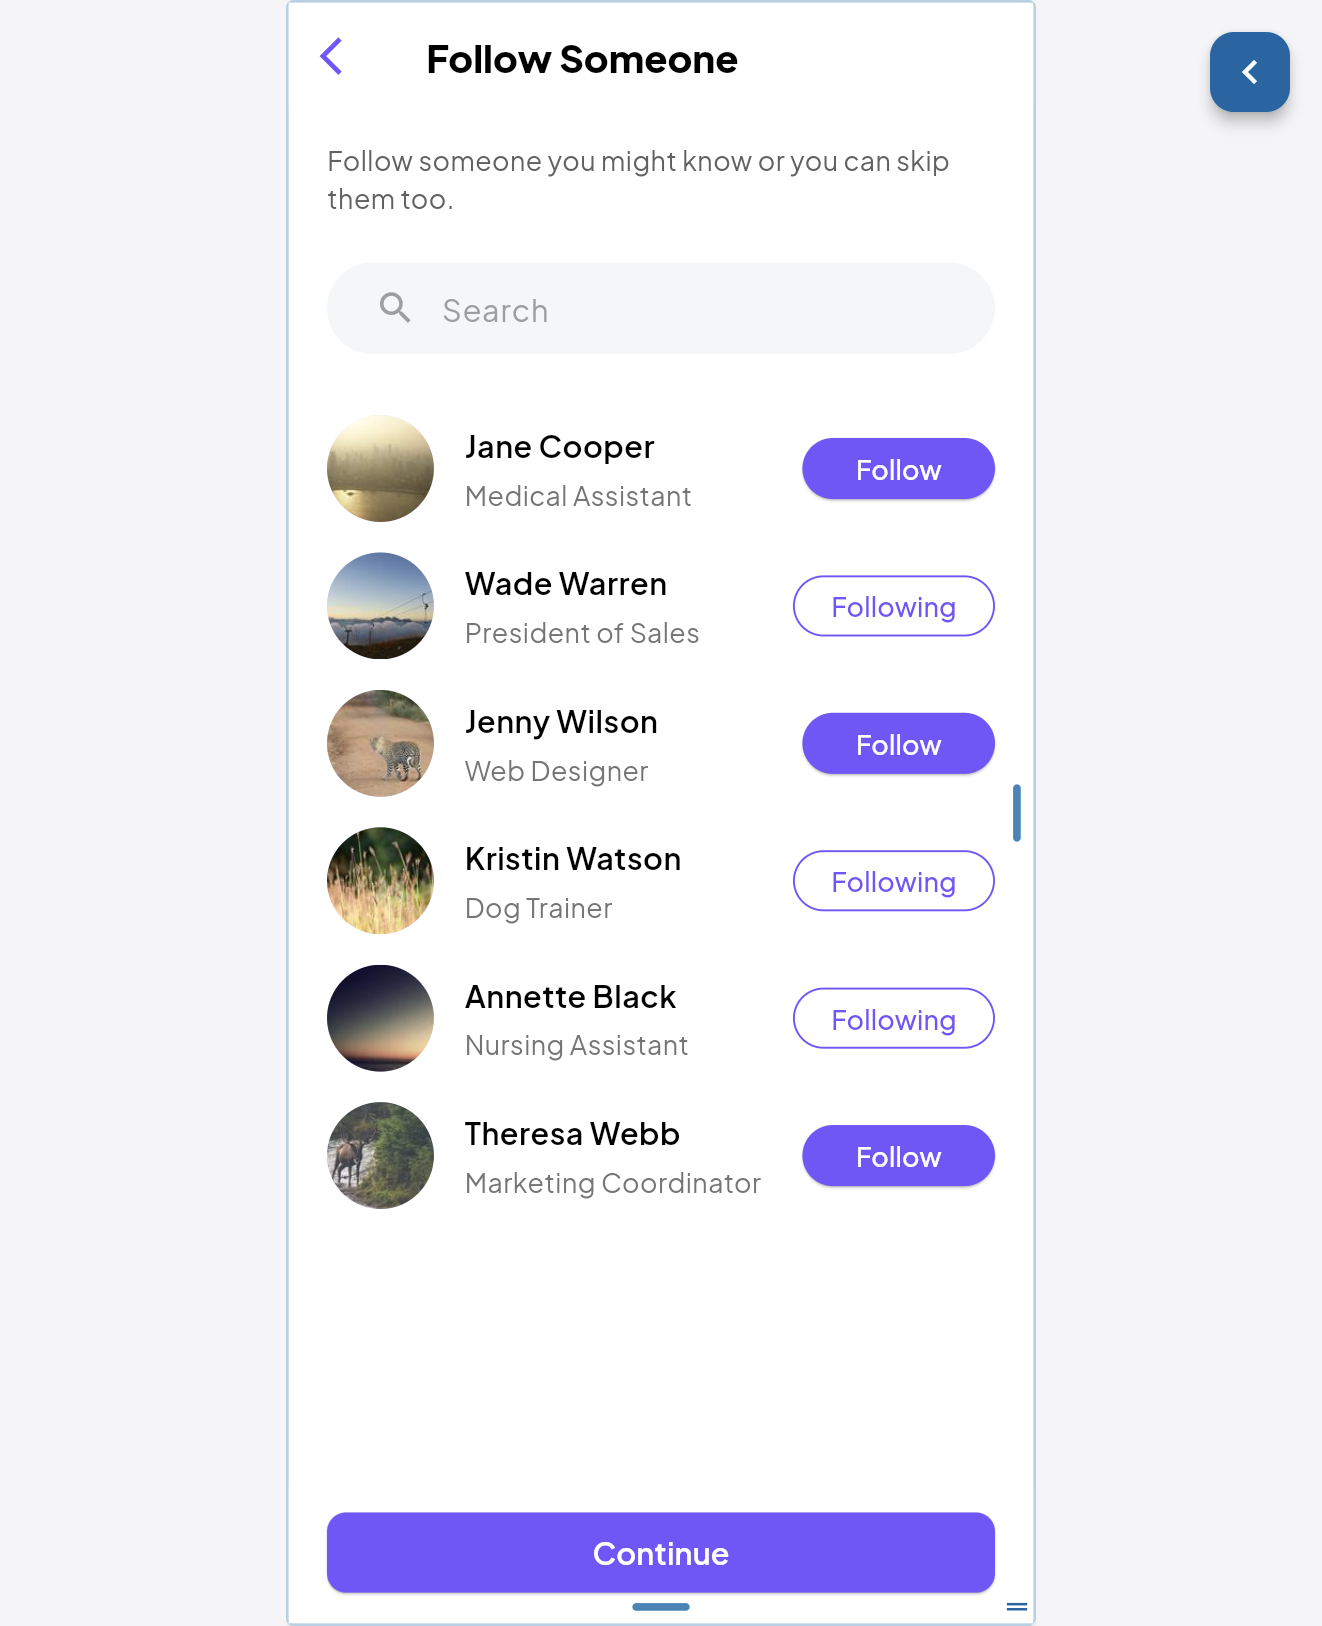 Follow Someone
Follow someone you might know or you can skip
them too.
Search
Jane Cooper
Medical Assistant
Follow
Wade Warren
President of Sales
Following
Jenny Wilson
Web Designer
Follow
Kristin Watson
Dog Trainer
Following
Annette Black
Nursing Assistant
Following
Theresa Webb
Marketing Coordinator
Follow
Continue